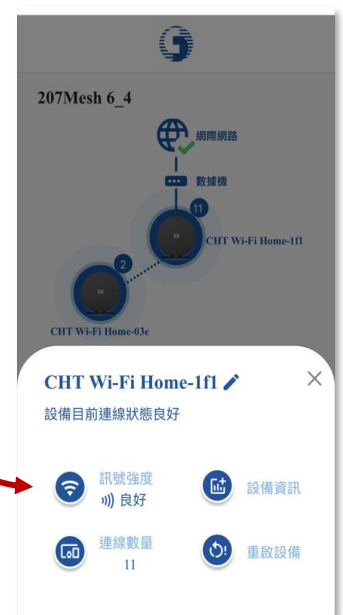 207Mesh 6_4
網際網路
數據機
11
CHT Wi-Fi Home-1f1
2
CHT Wi-Fi Home-03e
CHT Wi-Fi Home-1f1
設備目前連線狀態良好
訊號強度
良好
設備資訊
連線數量
11
重啟設備